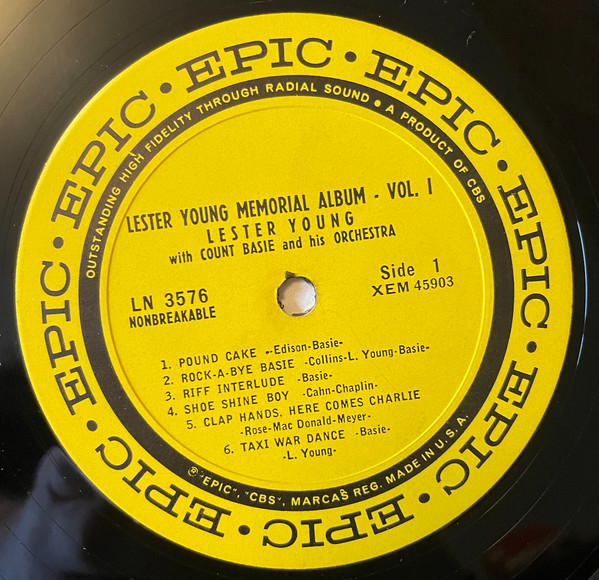 EPIC • EPIC • EPIC • EPIC • EPIC • EPIC • EPIC • EPIC • EPIC • EPIC •
OUTSTANDING HIGH FIDELITY THROUGH RADIAL SOUND • A PRODUCT OF CBS
LESTER YOUNG MEMORIAL ALBUM - VOL. I
LESTER YOUNG
with COUNT BASIE and his ORCHESTRA
LN 3576
NONBREAKABLE
Side 1
XEM 45903
1. POUND CAKE -Edison-Basie-
2. ROCK-A-BYE BASIE -Collins-L. Young-Basie-
3. RIFF INTERLUDE -Basie-
4. SHOE SHINE BOY -Cahn-Chaplin-
5. CLAP HANDS, HERE COMES CHARLIE
-Rose-Mac Donald-Meyer-
6. TAXI WAR DANCE -Basie-
-L. Young-
® "EPIC", "CBS", MARCAS REG. MADE IN U.S.A.